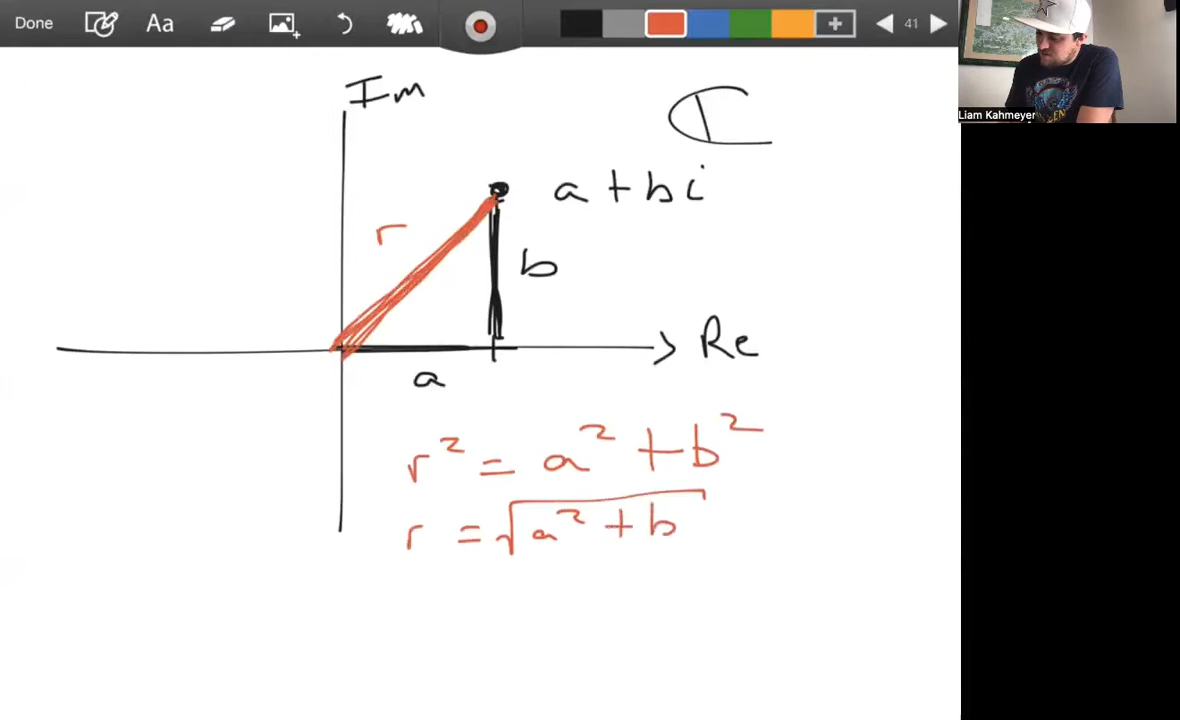 Done Aa 41
Liam Kahmeyer
Im
ℂ
a + bi
r
b
Re
a
r² = a² + b²
r = √(a² + b)